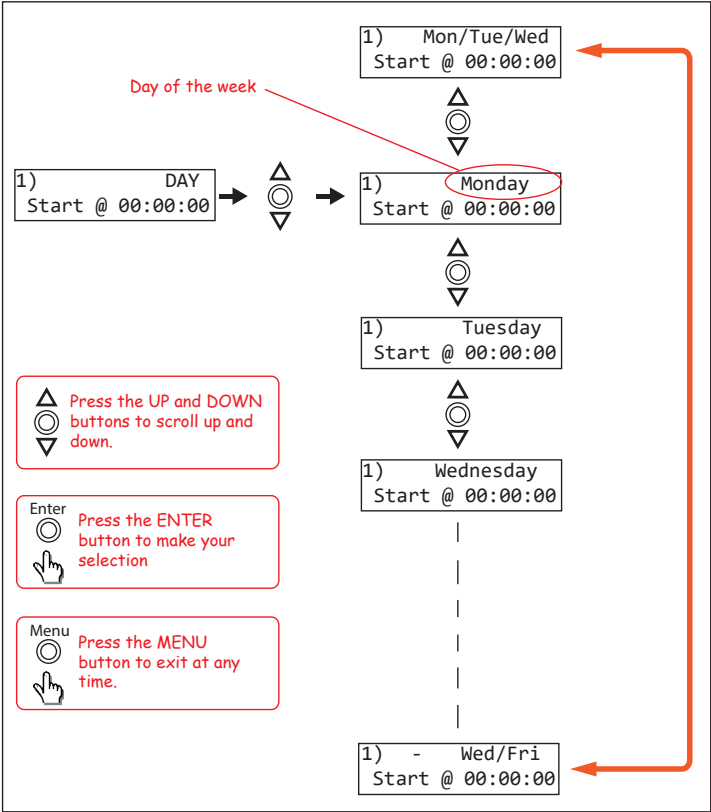 1) Mon/Tue/Wed
Start @ 00:00:00
Day of the week
1) DAY
Start @ 00:00:00
1) Monday
Start @ 00:00:00
1) Tuesday
Start @ 00:00:00
1) Wednesday
Start @ 00:00:00
1) - Wed/Fri
Start @ 00:00:00
Press the UP and DOWN
buttons to scroll up and
down.
Enter
Press the ENTER
button to make your
selection
Menu
Press the MENU
button to exit at any
time.